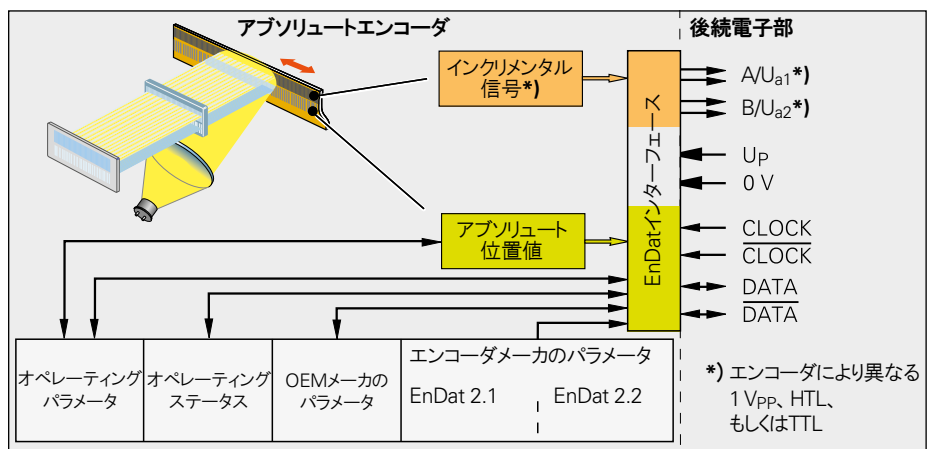 アブソリュートエンコーダ
後続電子部
インクリメンタル
信号*)
A/Ua1*)
B/Ua2*)
UP
0 V
EnDatインターフェース
アブソリュート
位置値
CLOCK
CLOCK
DATA
DATA
オペレーティング
パラメータ
オペレーティング
ステータス
OEMメーカの
パラメータ
エンコーダメーカのパラメータ
EnDat 2.1
EnDat 2.2
*) エンコーダにより異なる
1 VPP、HTL、
もしくはTTL